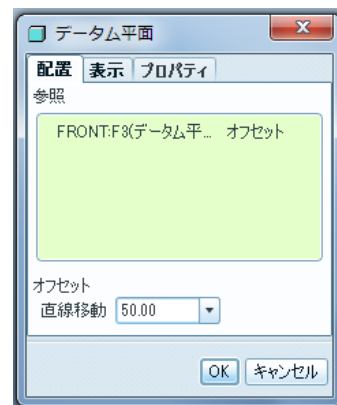 データム平面
配置 表示 プロパティ
参照
FRONT:F3(データム平... オフセット
オフセット
直線移動 50.00
OK キャンセル